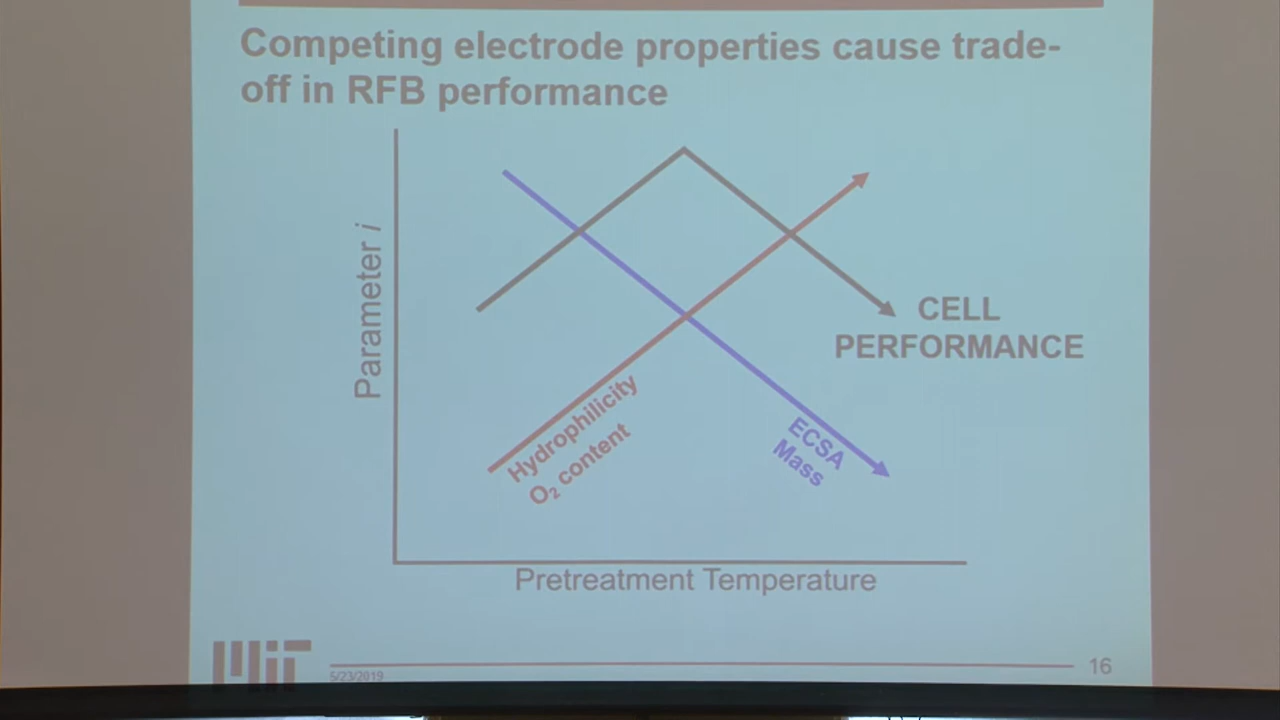 Competing electrode properties cause trade-
off in RFB performance
Parameter i
CELL
PERFORMANCE
Hydrophilicity
O₂ content
ECSA
Mass
Pretreatment Temperature
MIT
5/23/2019
16